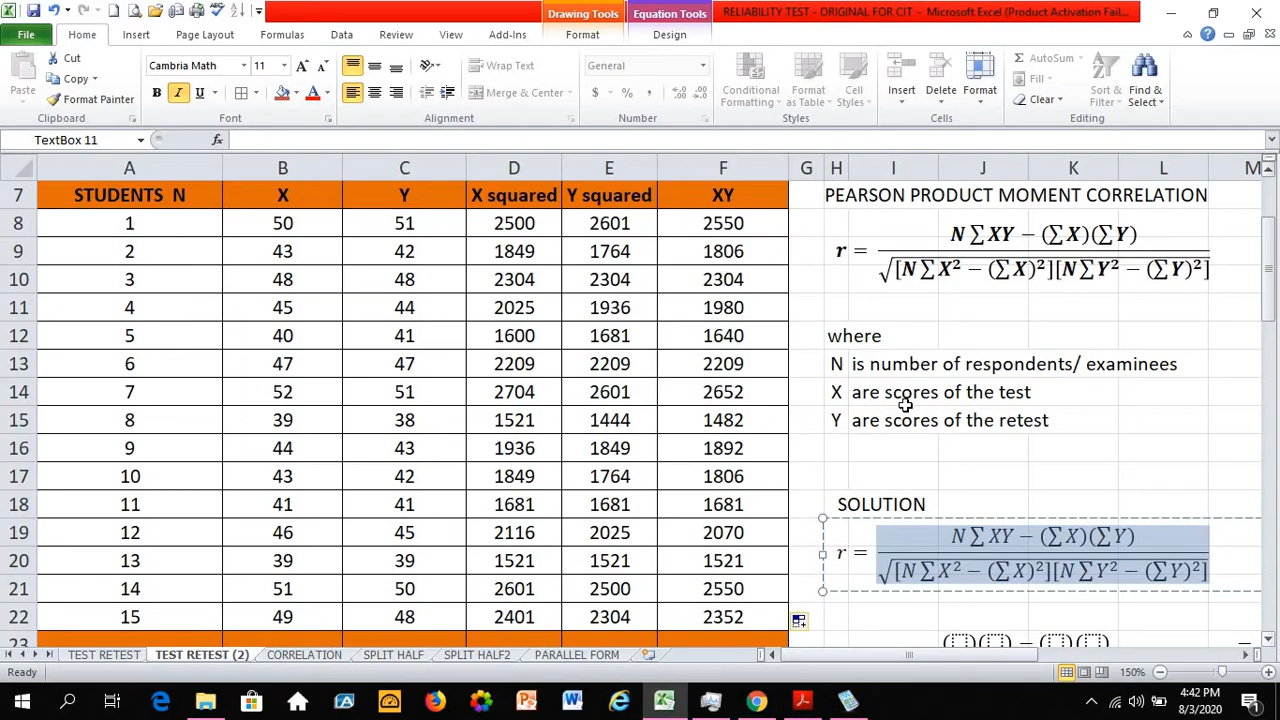 Drawing Tools Equation Tools RELIABILITY TEST - ORIGINAL FOR CIT - Microsoft Excel (Product Activation Fail...
File Home Insert Page Layout Formulas Data Review View Add-Ins Format Design
Cut
Copy
Format Painter
Paste
Clipboard
Cambria Math 11
B I U
Font
Wrap Text
Merge & Center
Alignment
General
$ % ,
Number
Conditional Formatting
Format as Table
Cell Styles
Styles
Insert Delete Format
Cells
AutoSum
Fill
Clear
Sort & Filter
Find & Select
Editing
TextBox 11 fx
A B C D E F G H I J K L M
7 STUDENTS N X Y X squared Y squared XY PEARSON PRODUCT MOMENT CORRELATION
8 1 50 51 2500 2601 2550
9 2 43 42 1849 1764 1806
10 3 48 48 2304 2304 2304
11 4 45 44 2025 1936 1980
12 5 40 41 1600 1681 1640
13 6 47 47 2209 2209 2209
14 7 52 51 2704 2601 2652
15 8 39 38 1521 1444 1482
16 9 44 43 1936 1849 1892
17 10 43 42 1849 1764 1806
18 11 41 41 1681 1681 1681
19 12 46 45 2116 2025 2070
20 13 39 39 1521 1521 1521
21 14 51 50 2601 2500 2550
22 15 49 48 2401 2304 2352
23
N∑XY − (∑X)(∑Y)
r =
√[N∑X² − (∑X)²][N∑Y² − (∑Y)²]
where
N is number of respondents/ examinees
X are scores of the test
Y are scores of the retest
SOLUTION
N∑XY − (∑X)(∑Y)
r =
√[N∑X² − (∑X)²][N∑Y² − (∑Y)²]
( )( ) − ( )( )
TEST RETEST TEST RETEST (2) CORRELATION SPLIT HALF SPLIT HALF2 PARALLEL FORM
Ready 150%
4:42 PM
8/3/2020